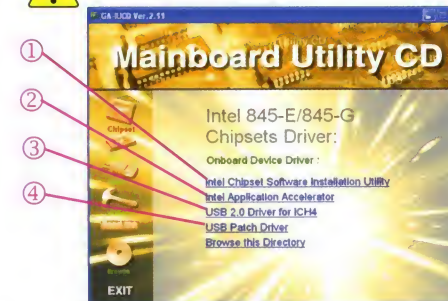 GA-IUCD Ver.2.11
Mainboard Utility CD
①
②
③
④
Chipset
Intel 845-E/845-G
Chipsets Driver:
Onboard Device Driver :
Intel Chipset Software Installation Utility
Intel Application Accelerator
USB 2.0 Driver for ICH4
USB Patch Driver
Browse this Directory
EXIT